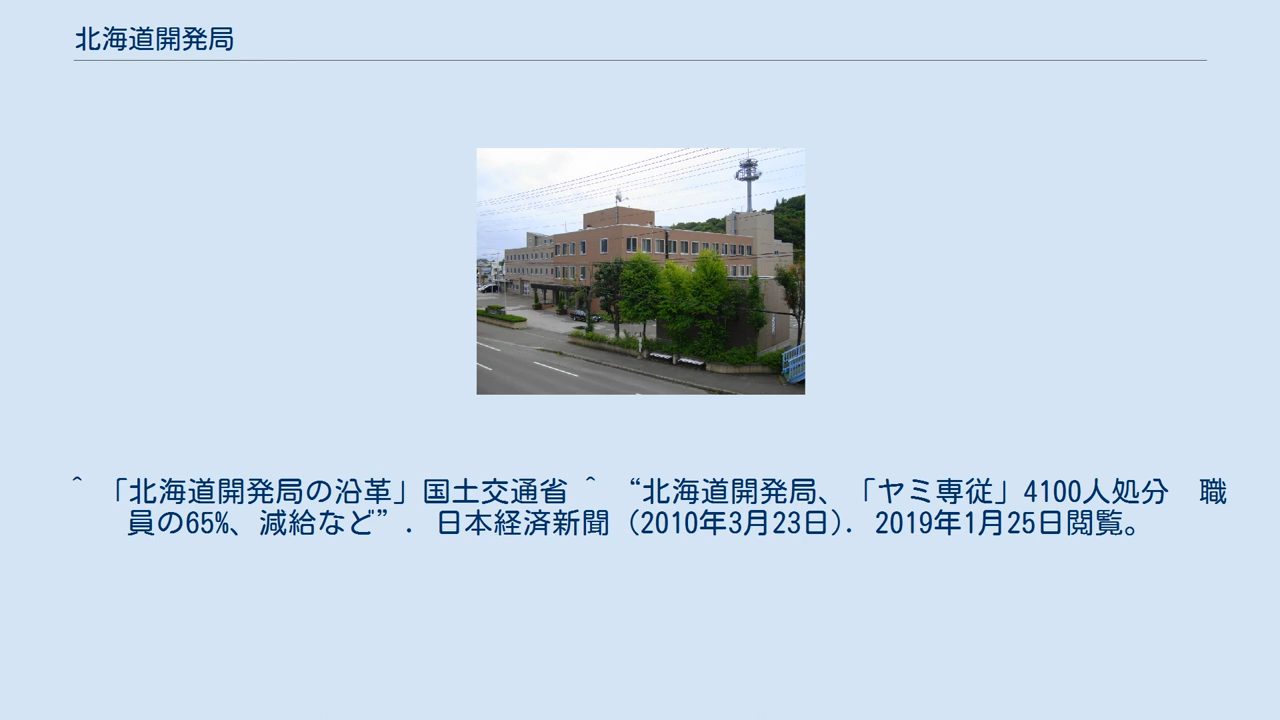 北海道開発局
^ 「北海道開発局の沿革」国土交通省 ^ “北海道開発局、「ヤミ専従」4100人処分　職
員の65%、減給など”. 日本経済新聞 (2010年3月23日). 2019年1月25日閲覧。